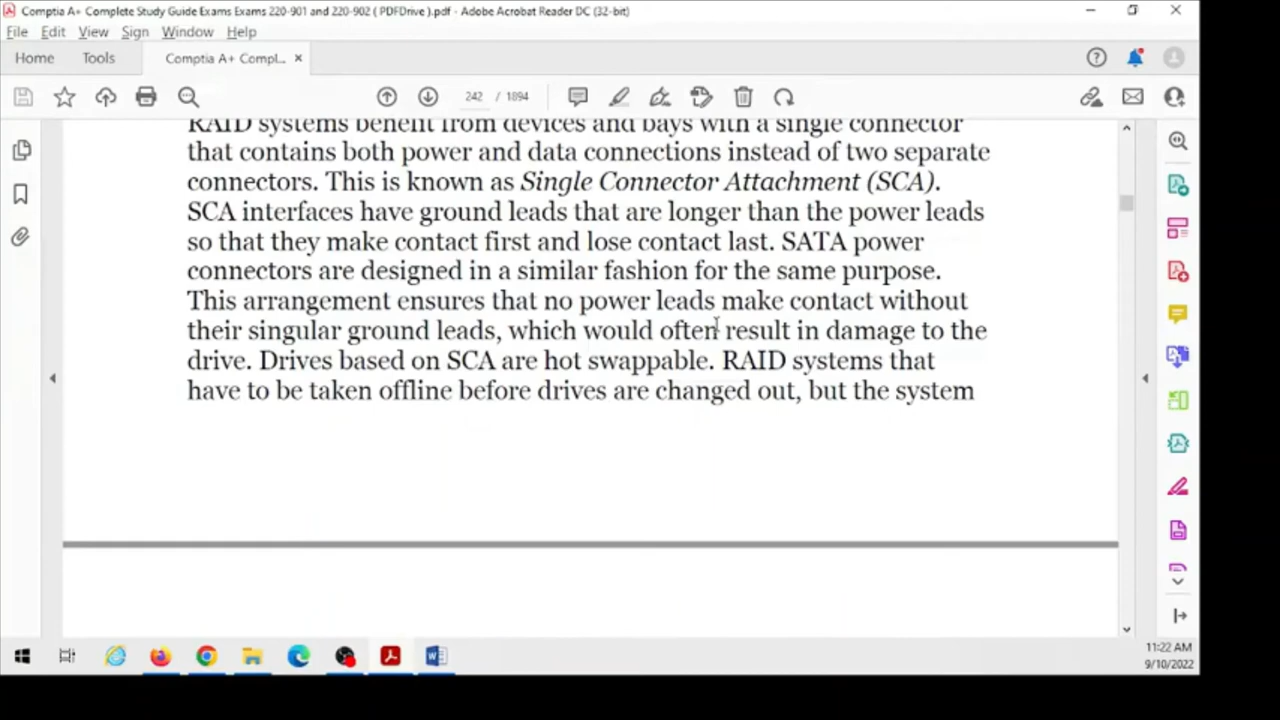 Comptia A+ Complete Study Guide Exams Exams 220-901 and 220-902 ( PDFDrive ).pdf - Adobe Acrobat Reader DC (32-bit)
File Edit View Sign Window Help
Home Tools Comptia A+ Compl... ×
242 / 1894
RAID systems benefit from devices and bays with a single connector
that contains both power and data connections instead of two separate
connectors. This is known as Single Connector Attachment (SCA).
SCA interfaces have ground leads that are longer than the power leads
so that they make contact first and lose contact last. SATA power
connectors are designed in a similar fashion for the same purpose.
This arrangement ensures that no power leads make contact without
their singular ground leads, which would often result in damage to the
drive. Drives based on SCA are hot swappable. RAID systems that
have to be taken offline before drives are changed out, but the system
11:22 AM
9/10/2022